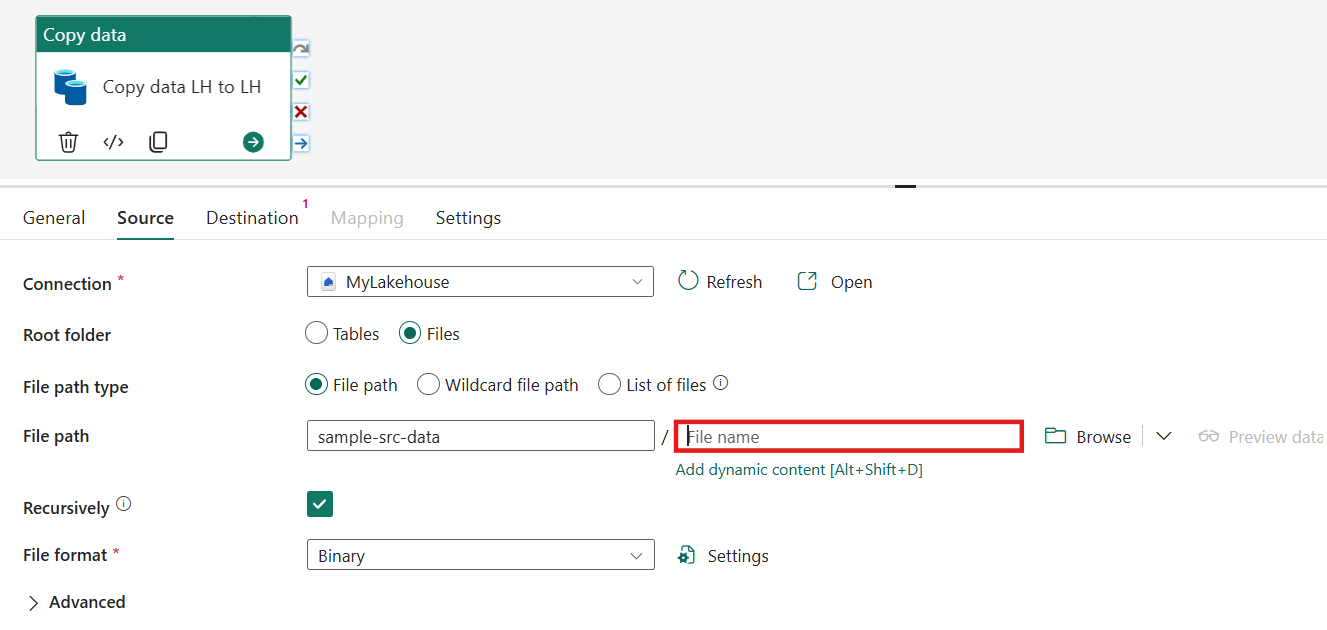 Copy data
Copy data LH to LH
General Source Destination 1 Mapping Settings
Connection * MyLakehouse Refresh Open
Root folder Tables Files
File path type File path Wildcard file path List of files
File path sample-src-data / File name Browse Preview data
Add dynamic content [Alt+Shift+D]
Recursively
File format * Binary Settings
Advanced